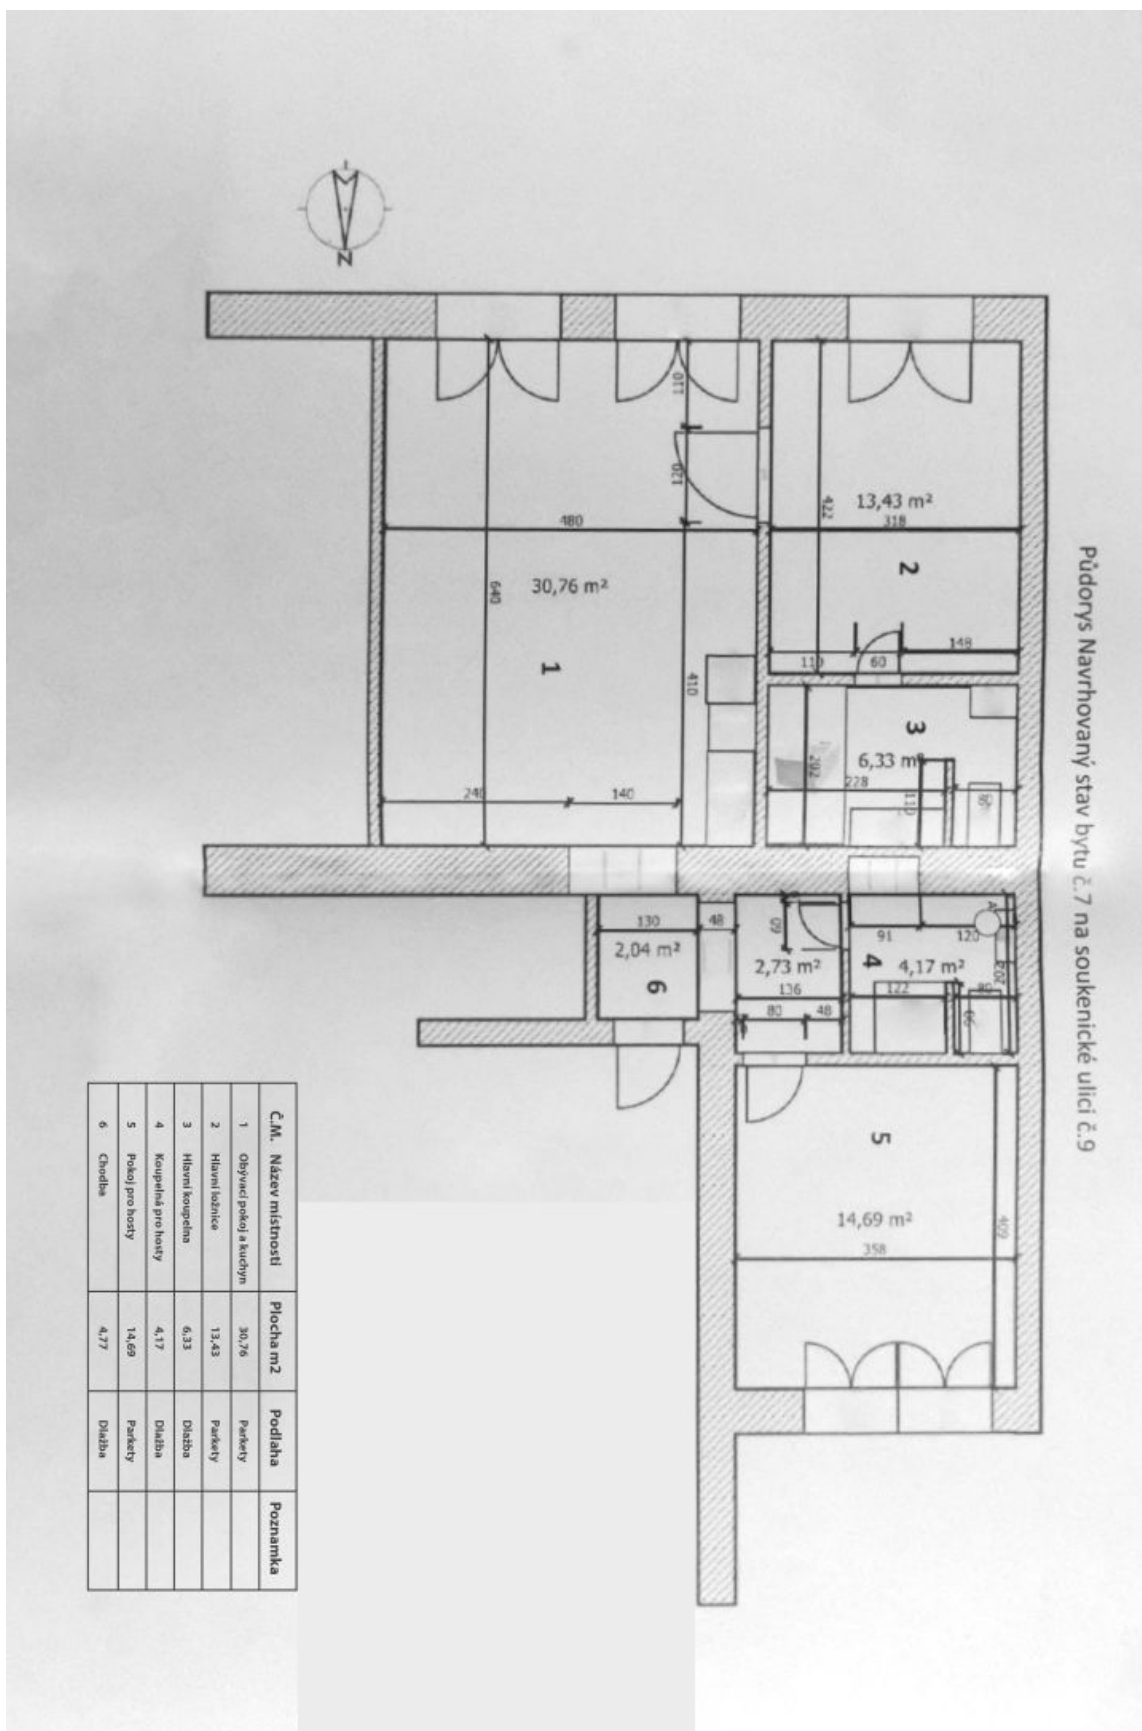 Půdorys Navrhovaný stav bytu č.7 na soukenické ulici č.9
N
110
120
480
640
30,76 m²
1
410
240
140
13,43 m²
422
318
2
110
60
148
3
6,33 m²
292
228
110
80
130
48
2,04 m²
6
60
2,73 m²
136
80
48
91
120
4
4,17 m²
202
122
80
90
5
14,69 m²
409
358
Č.M. Název místnosti Plocha m2 Podlaha Poznamka
1 Obývací pokoj a kuchyn 30,76 Parkety
2 Hlavní ložnice 13,43 Parkety
3 Hlavní koupelna 6,33 Dlažba
4 Koupelná pro hosty 4,17 Dlažba
5 Pokoj pro hosty 14,69 Parkety
6 Chodba 4,77 Dlažba